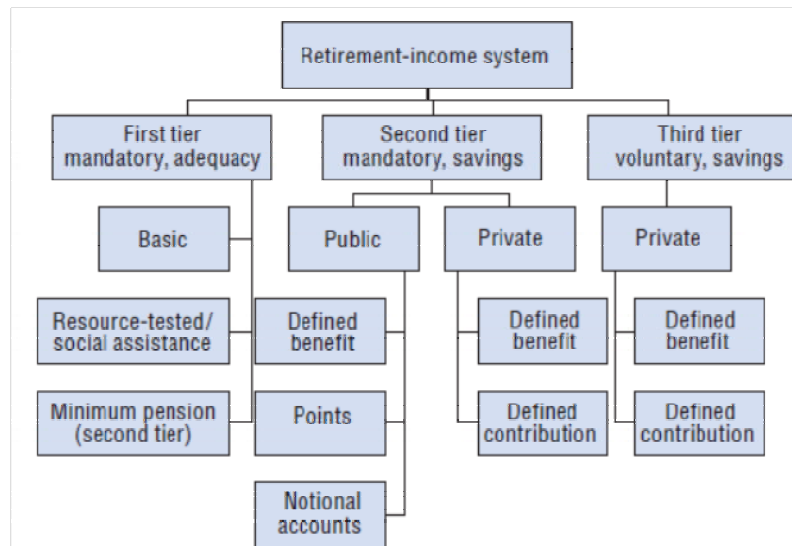 Retirement-income system
First tier
mandatory, adequacy
Second tier
mandatory, savings
Third tier
voluntary, savings
Basic
Public
Private
Private
Resource-tested/
social assistance
Defined
benefit
Defined
benefit
Defined
benefit
Minimum pension
(second tier)
Points
Defined
contribution
Defined
contribution
Notional
accounts